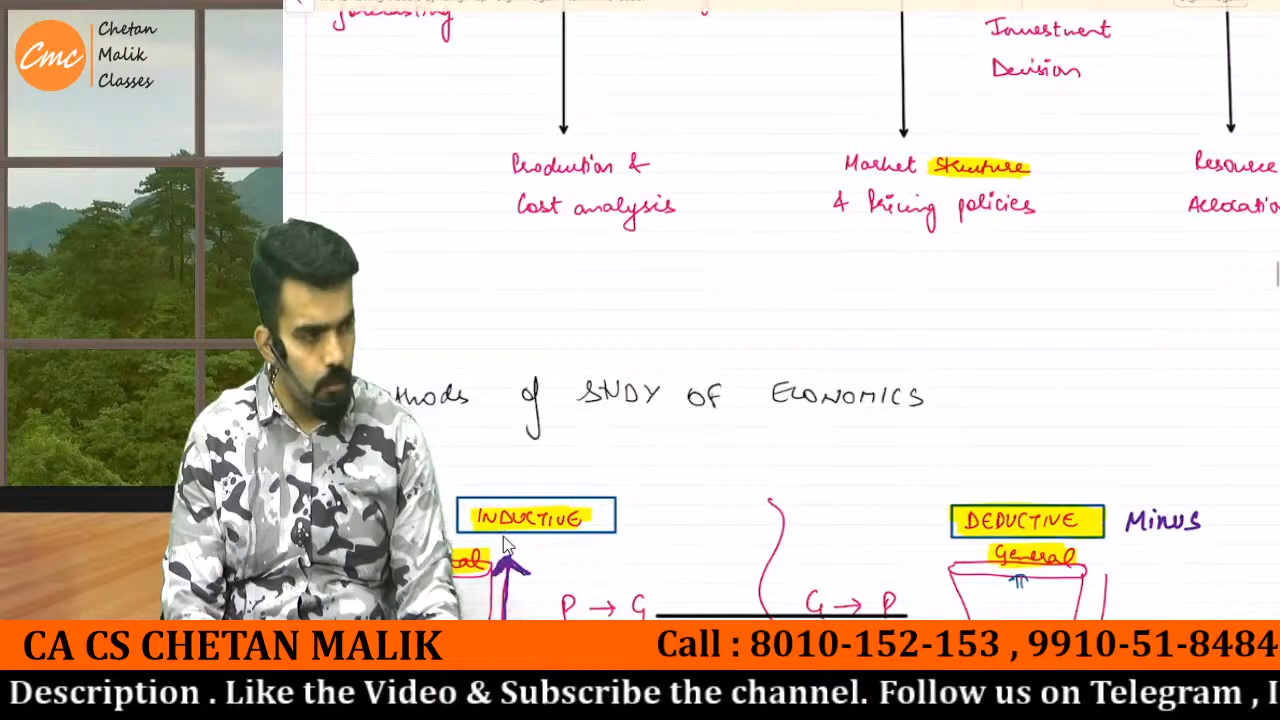 Chetan
Malik
Classes
Cmc
forecasting
Investment
Decision
Production &
Cost analysis
Market Structure
& Pricing policies
Resource
Allocatio
thods of STUDY OF ECONOMICS
INDUCTIVE
P → G
DEDUCTIVE Minus
General
G → P
CA CS CHETAN MALIK
Call : 8010-152-153 , 9910-51-8484
Description . Like the Video & Subscribe the channel. Follow us on Telegram , I